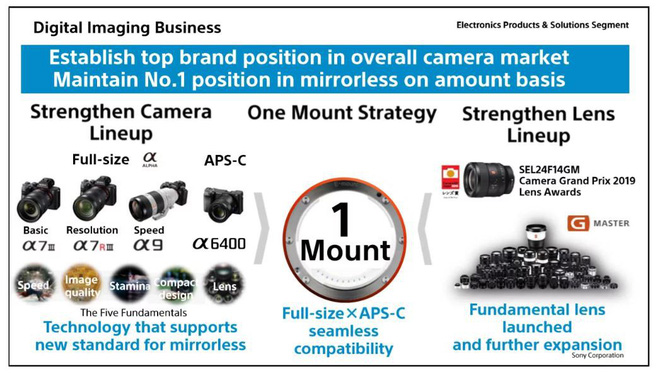 Digital Imaging Business
Electronics Products & Solutions Segment
Establish top brand position in overall camera market
Maintain No.1 position in mirrorless on amount basis
Strengthen Camera
Lineup
Full-size α
ALPHA
APS-C
Basic
Resolution
Speed
α7III
α7RIII
α9
α6400
Speed
Image
quality
Stamina
Compact
design
Lens
The Five Fundamentals
Technology that supports
new standard for mirrorless
One Mount Strategy
1
Mount
Full-size×APS-C
seamless
compatibility
Strengthen Lens
Lineup
SEL24F14GM
Camera Grand Prix 2019
Lens Awards
G MASTER
Fundamental lens
launched
and further expansion
Sony Corporation